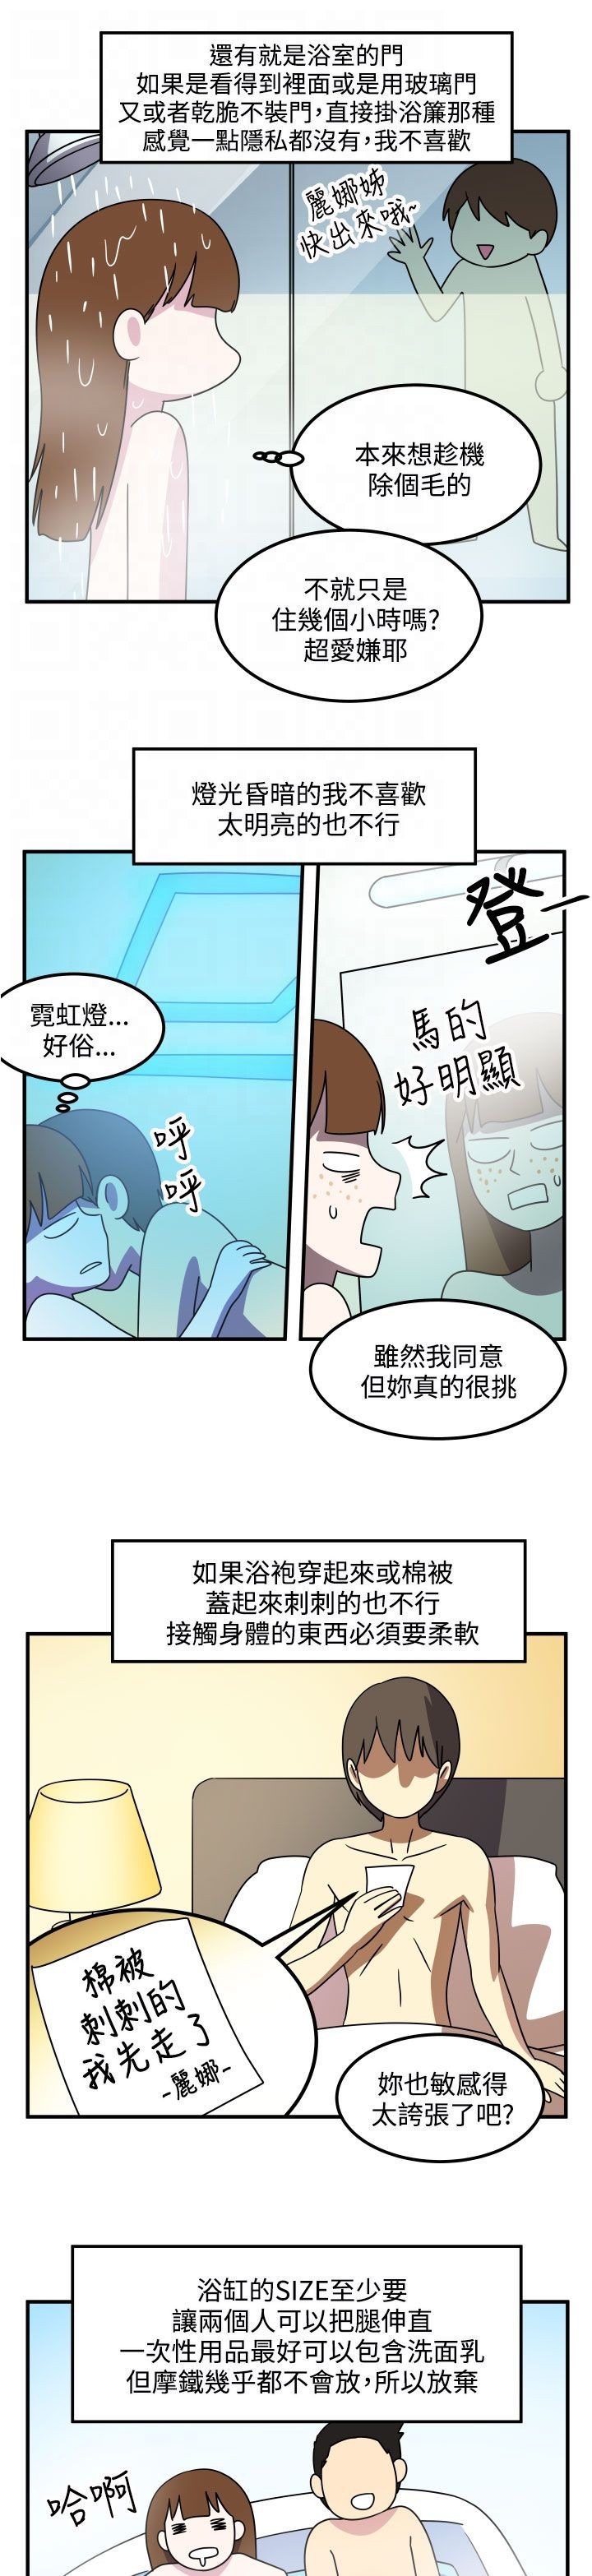 還有就是浴室的門
如果是看得到裡面或是用玻璃門
又或者乾脆不裝門，直接掛浴簾那種
感覺一點隱私都沒有，我不喜歡
麗娜姊
快出來哦~
本來想趁機
除個毛的
不就只是
住幾個小時嗎?
超愛嫌耶
燈光昏暗的我不喜歡
太明亮的也不行
霓虹燈...
好俗...
呼
呼
登—
馬的
好明顯
雖然我同意
但妳真的很挑
如果浴袍穿起來或棉被
蓋起來刺刺的也不行
接觸身體的東西必須要柔軟
棉被
刺刺的
我先走了
-麗娜-
妳也敏感得
太誇張了吧?
浴缸的SIZE至少要
讓兩個人可以把腿伸直
一次性用品最好可以包含洗面乳
但摩鐵幾乎都不會放，所以放棄
哈啊